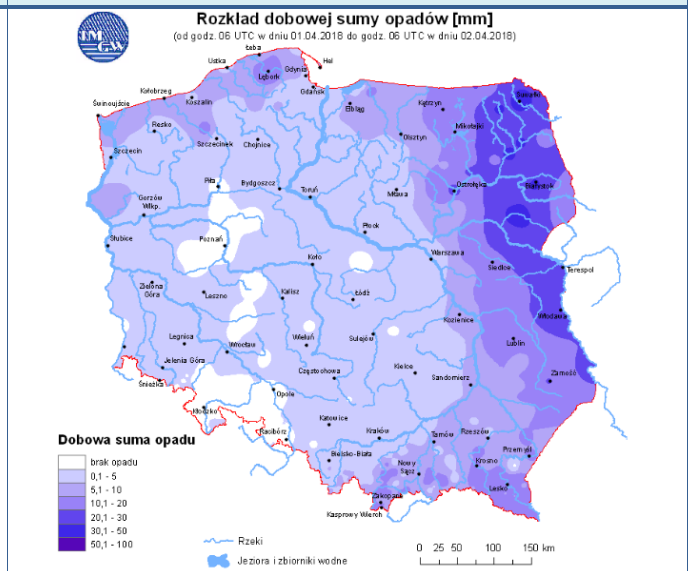 Rozkład dobowej sumy opadów [mm]
(od godz. 06 UTC w dniu 01.04.2018 do godz. 06 UTC w dniu 02.04.2018)
IM
GW
Łeba
Ustka
Lębork
Gdynia
Hel
Gdańsk
Kołobrzeg
Koszalin
Świnoujście
Elbląg
Kętrzyn
Suwałki
Resko
Szczecinek
Chojnice
Olsztyn
Mikołajki
Szczecin
Piła
Bydgoszcz
Toruń
Mława
Ostrołęka
Białystok
Gorzów
Wlkp.
Płock
Słubice
Poznań
Koło
Warszawa
Siedlce
Terespol
Zielona
Góra
Leszno
Kalisz
Łódź
Kozienice
Włodawa
Legnica
Wrocław
Wieluń
Sulejów
Lublin
Jelenia Góra
Śnieżka
Częstochowa
Kielce
Sandomierz
Zamość
Opole
Kłodzko
Katowice
Kraków
Tarnów
Rzeszów
Racibórz
Przemyśl
Bielsko-Biała
Nowy
Sącz
Krosno
Lesko
Zakopane
Kasprowy Wierch
Dobowa suma opadu
brak opadu
0,1 - 5
5,1 - 10
10,1 - 20
20,1 - 30
30,1 - 50
50,1 - 100
Rzeki
Jeziora i zbiorniki wodne
0 25 50 100 150 km